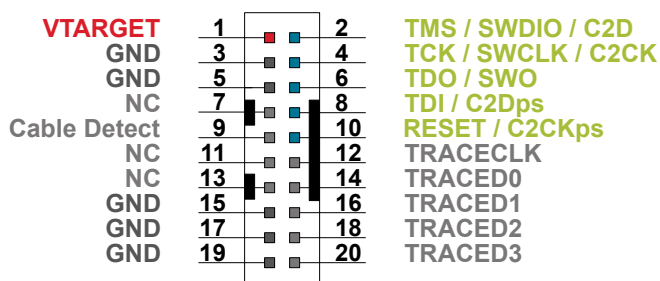 VTARGET 1 2 TMS / SWDIO / C2D
GND 3 4 TCK / SWCLK / C2CK
GND 5 6 TDO / SWO
NC 7 8 TDI / C2Dps
Cable Detect 9 10 RESET / C2CKps
NC 11 12 TRACECLK
NC 13 14 TRACED0
GND 15 16 TRACED1
GND 17 18 TRACED2
GND 19 20 TRACED3